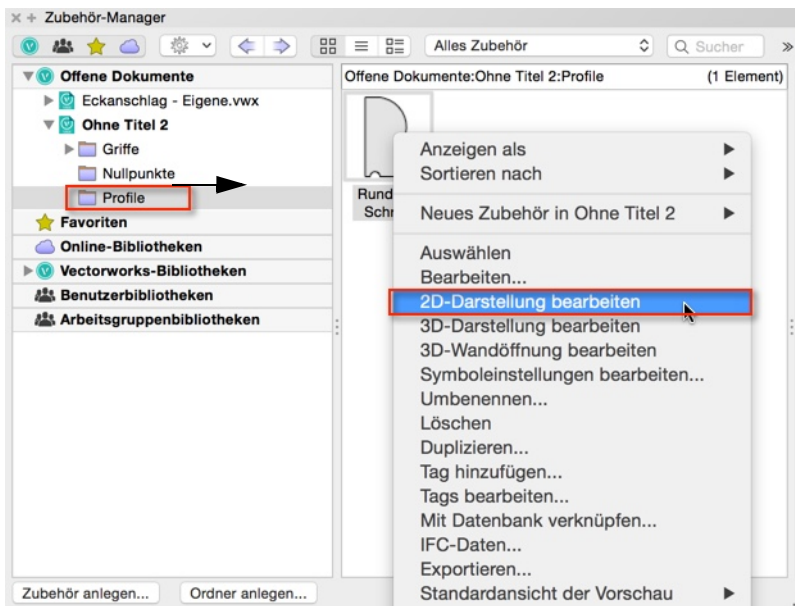 Zubehör-Manager
Alles Zubehör
Sucher
Offene Dokumente
Eckanschlag - Eigene.vwx
Ohne Titel 2
Griffe
Nullpunkte
Profile
Favoriten
Online-Bibliotheken
Vectorworks-Bibliotheken
Benutzerbibliotheken
Arbeitsgruppenbibliotheken
Offene Dokumente:Ohne Titel 2:Profile (1 Element)
Rund
Schr
Anzeigen als
Sortieren nach
Neues Zubehör in Ohne Titel 2
Auswählen
Bearbeiten...
2D-Darstellung bearbeiten
3D-Darstellung bearbeiten
3D-Wandöffnung bearbeiten
Symboleinstellungen bearbeiten...
Umbenennen...
Löschen
Duplizieren...
Tag hinzufügen...
Tags bearbeiten...
Mit Datenbank verknüpfen...
IFC-Daten...
Exportieren...
Standardansicht der Vorschau
Zubehör anlegen...
Ordner anlegen...